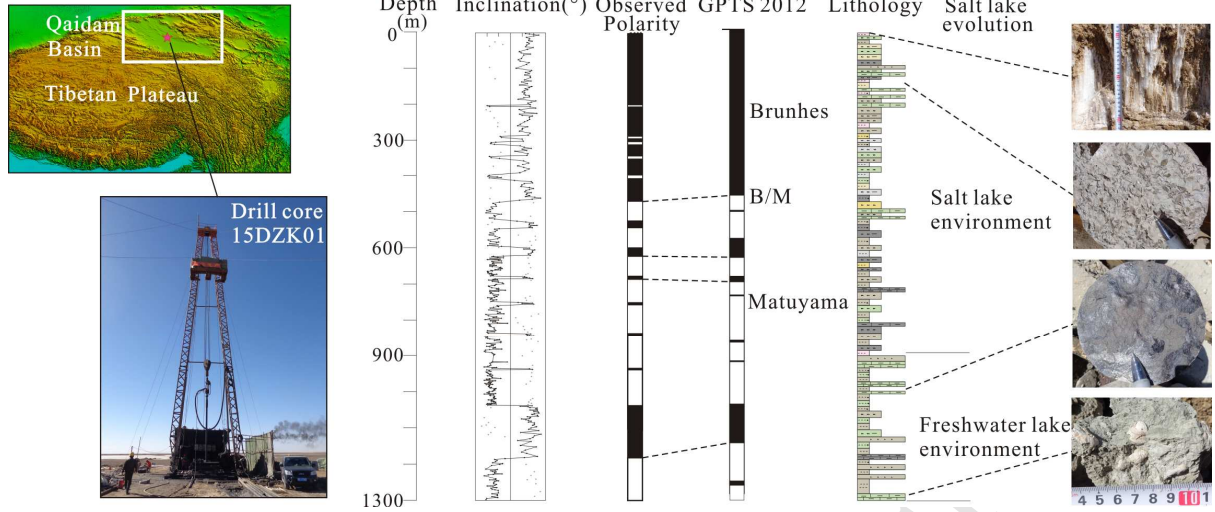 Qaidam
Basin
Tibetan Plateau
Drill core
15DZK01
Depth
(m)
Inclination(°)
Observed
Polarity
GPTS 2012
Lithology
Salt lake
evolution
0
300
600
900
1300
Brunhes
B/M
Matuyama
Salt lake
environment
Freshwater lake
environment
4 5 6 7 8 9 10 1